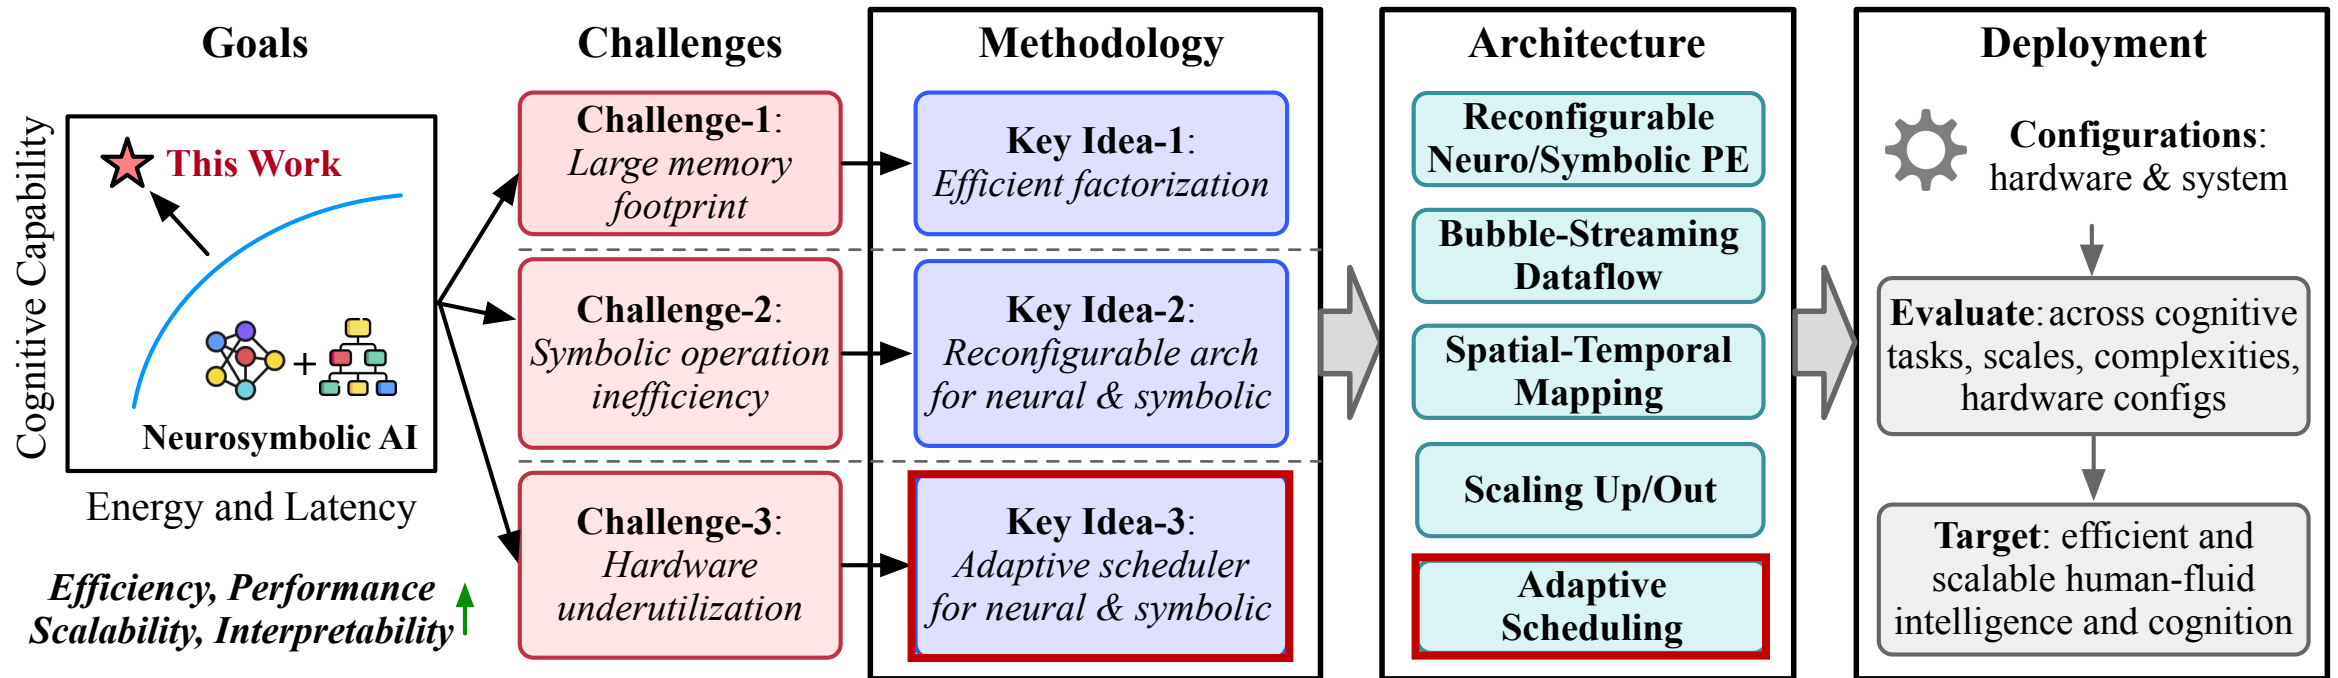 Goals
Cognitive Capability
This Work
+
Neurosymbolic AI
Energy and Latency
Efficiency, Performance
Scalability, Interpretability
Challenges
Challenge-1:
Large memory
footprint
Challenge-2:
Symbolic operation
inefficiency
Challenge-3:
Hardware
underutilization
Methodology
Key Idea-1:
Efficient factorization
Key Idea-2:
Reconfigurable arch
for neural & symbolic
Key Idea-3:
Adaptive scheduler
for neural & symbolic
Architecture
Reconfigurable
Neuro/Symbolic PE
Bubble-Streaming
Dataflow
Spatial-Temporal
Mapping
Scaling Up/Out
Adaptive
Scheduling
Deployment
Configurations:
hardware & system
Evaluate: across cognitive
tasks, scales, complexities,
hardware configs
Target: efficient and
scalable human-fluid
intelligence and cognition